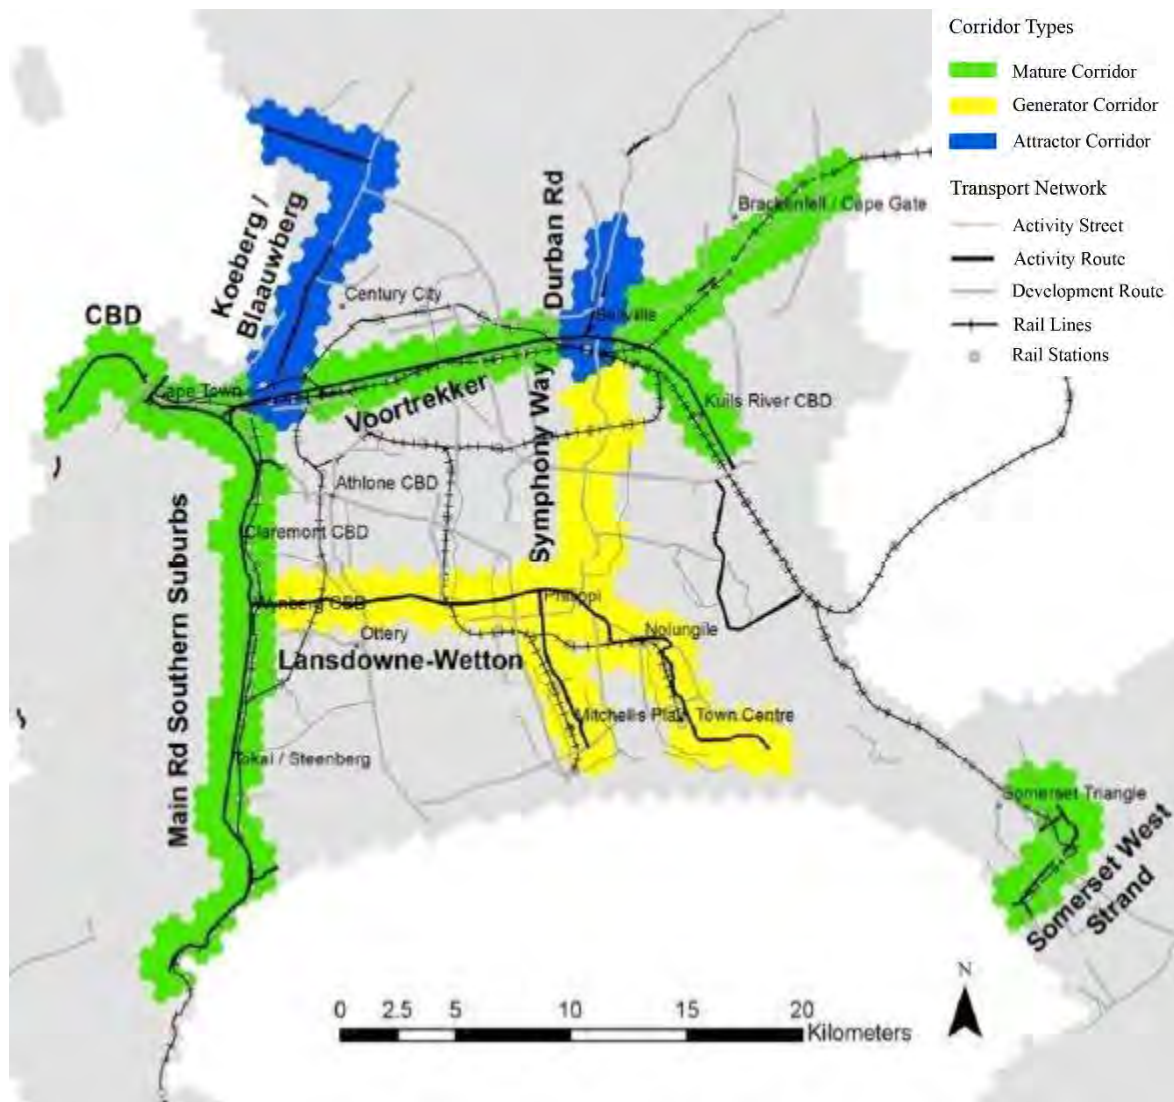 Corridor Types
Mature Corridor
Generator Corridor
Attractor Corridor
Transport Network
Activity Street
Activity Route
Development Route
Rail Lines
Rail Stations
Koeberg /
Blaauwberg
Durban Rd
Brackenfell / Cape Gate
Century City
CBD
Bellville
Cape Town
Voortrekker
Kuils River CBD
Symphony Way
Athlone CBD
Claremont CBD
Main Rd Southern Suburbs
Wynberg CBD
Philippi
Ottery
Nolungile
Lansdowne-Wetton
Mitchells Plain Town Centre
Tokai / Steenberg
Somerset Triangle
Somerset West
Strand
N
0 2.5 5 10 15 20
Kilometers